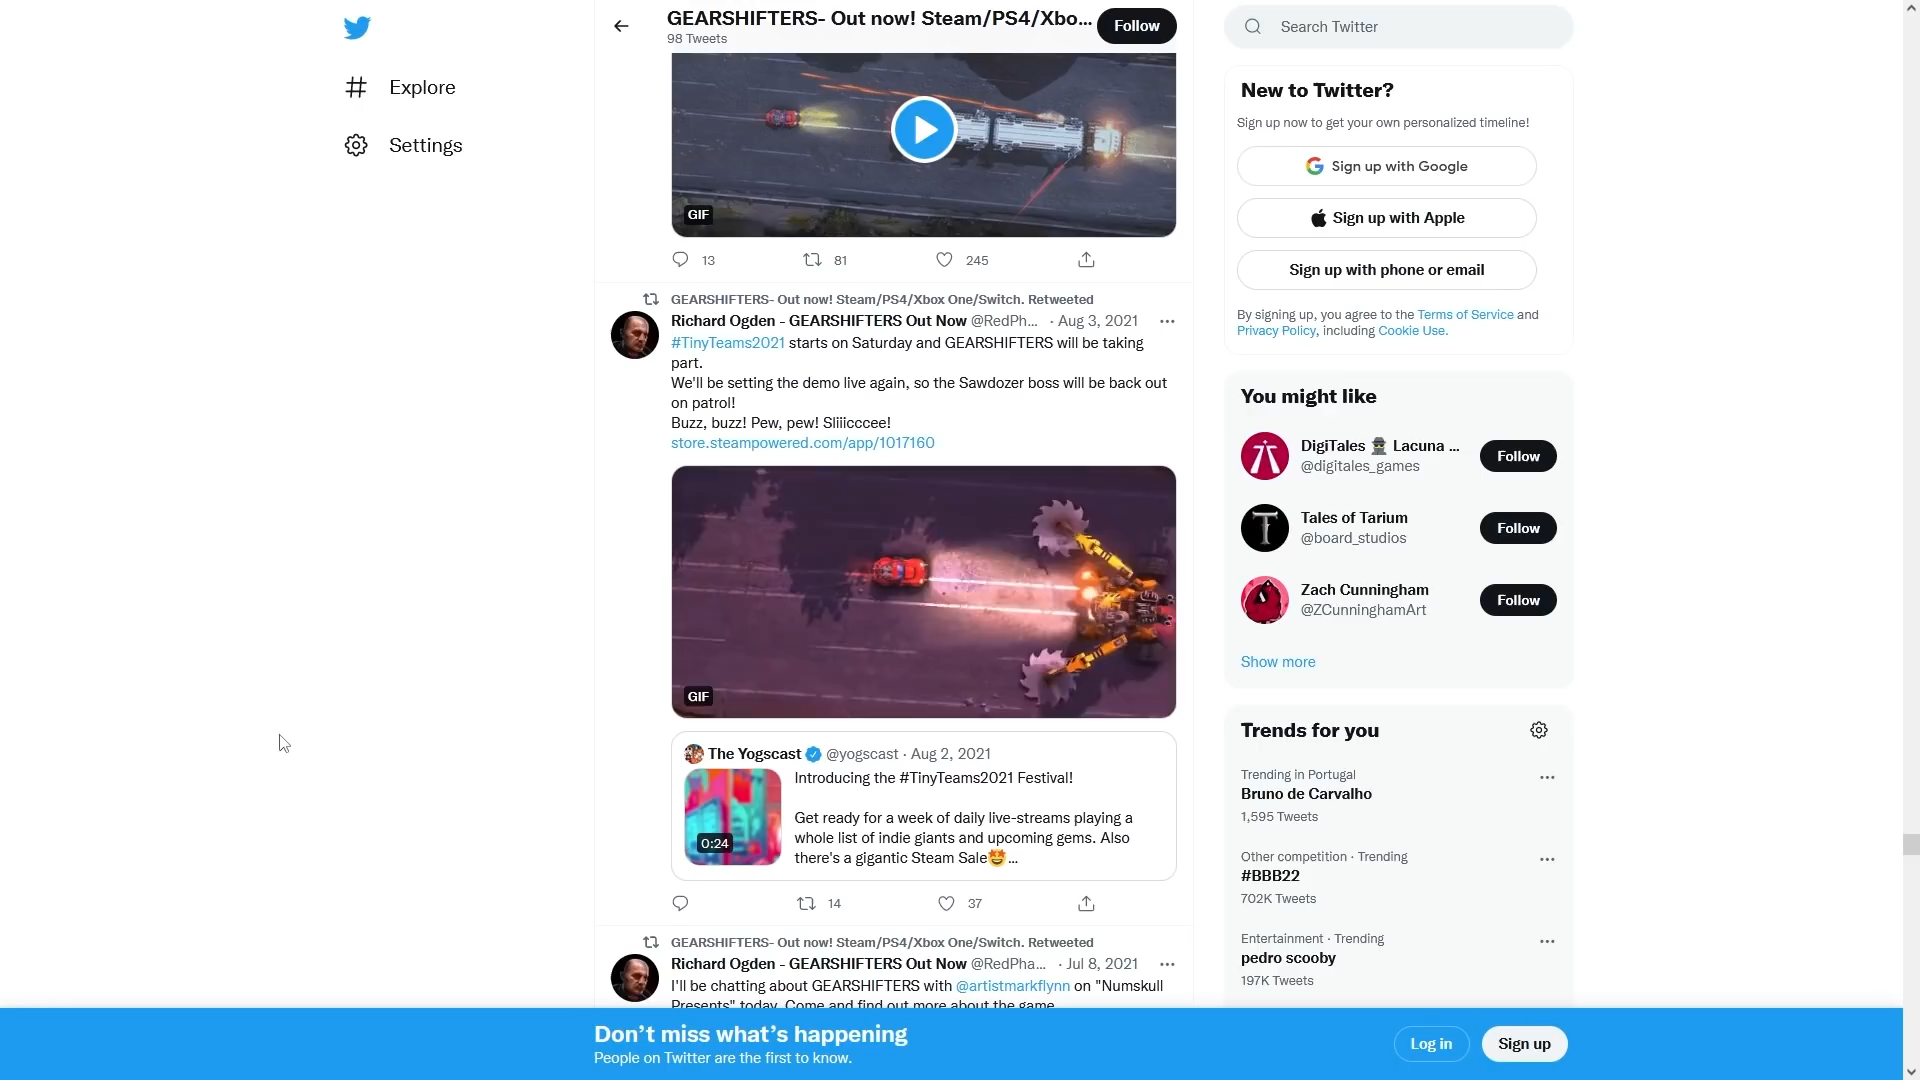 Explore
Settings
GEARSHIFTERS- Out now! Steam/PS4/Xbo...
98 Tweets
Follow
GIF
13
81
245
GEARSHIFTERS- Out now! Steam/PS4/Xbox One/Switch. Retweeted
Richard Ogden - GEARSHIFTERS Out Now @RedPh... · Aug 3, 2021
#TinyTeams2021 starts on Saturday and GEARSHIFTERS will be taking
part.
We'll be setting the demo live again, so the Sawdozer boss will be back out
on patrol!
Buzz, buzz! Pew, pew! Sliiicccee!
store.steampowered.com/app/1017160
GIF
The Yogscast @yogscast · Aug 2, 2021
Introducing the #TinyTeams2021 Festival!
Get ready for a week of daily live-streams playing a
whole list of indie giants and upcoming gems. Also
there's a gigantic Steam Sale🤩...
0:24
14
37
GEARSHIFTERS- Out now! Steam/PS4/Xbox One/Switch. Retweeted
Richard Ogden - GEARSHIFTERS Out Now @RedPha... · Jul 8, 2021
I'll be chatting about GEARSHIFTERS with @artistmarkflynn on "Numskull
Presents" today. Come and find out more about the game
Search Twitter
New to Twitter?
Sign up now to get your own personalized timeline!
Sign up with Google
Sign up with Apple
Sign up with phone or email
By signing up, you agree to the Terms of Service and
Privacy Policy, including Cookie Use.
You might like
DigiTales 🕵 Lacuna ...
@digitales_games
Follow
Tales of Tarium
@board_studios
Follow
Zach Cunningham
@ZCunninghamArt
Follow
Show more
Trends for you
Trending in Portugal
Bruno de Carvalho
1,595 Tweets
Other competition · Trending
#BBB22
702K Tweets
Entertainment · Trending
pedro scooby
197K Tweets
Don’t miss what’s happening
People on Twitter are the first to know.
Log in
Sign up